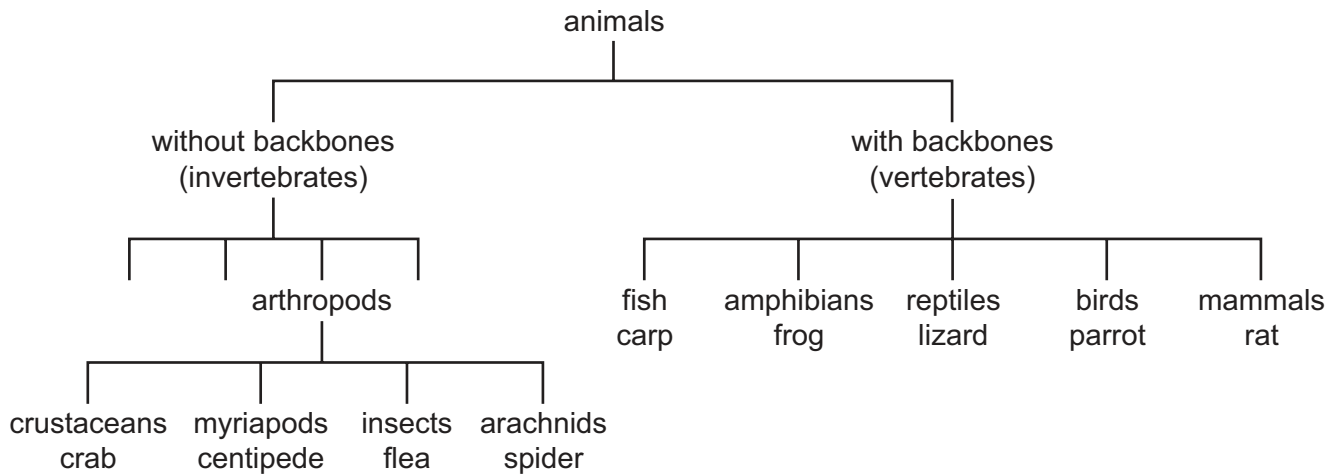 animals
without backbones
(invertebrates)
with backbones
(vertebrates)
arthropods
fish
carp
amphibians
frog
reptiles
lizard
birds
parrot
mammals
rat
crustaceans
crab
myriapods
centipede
insects
flea
arachnids
spider